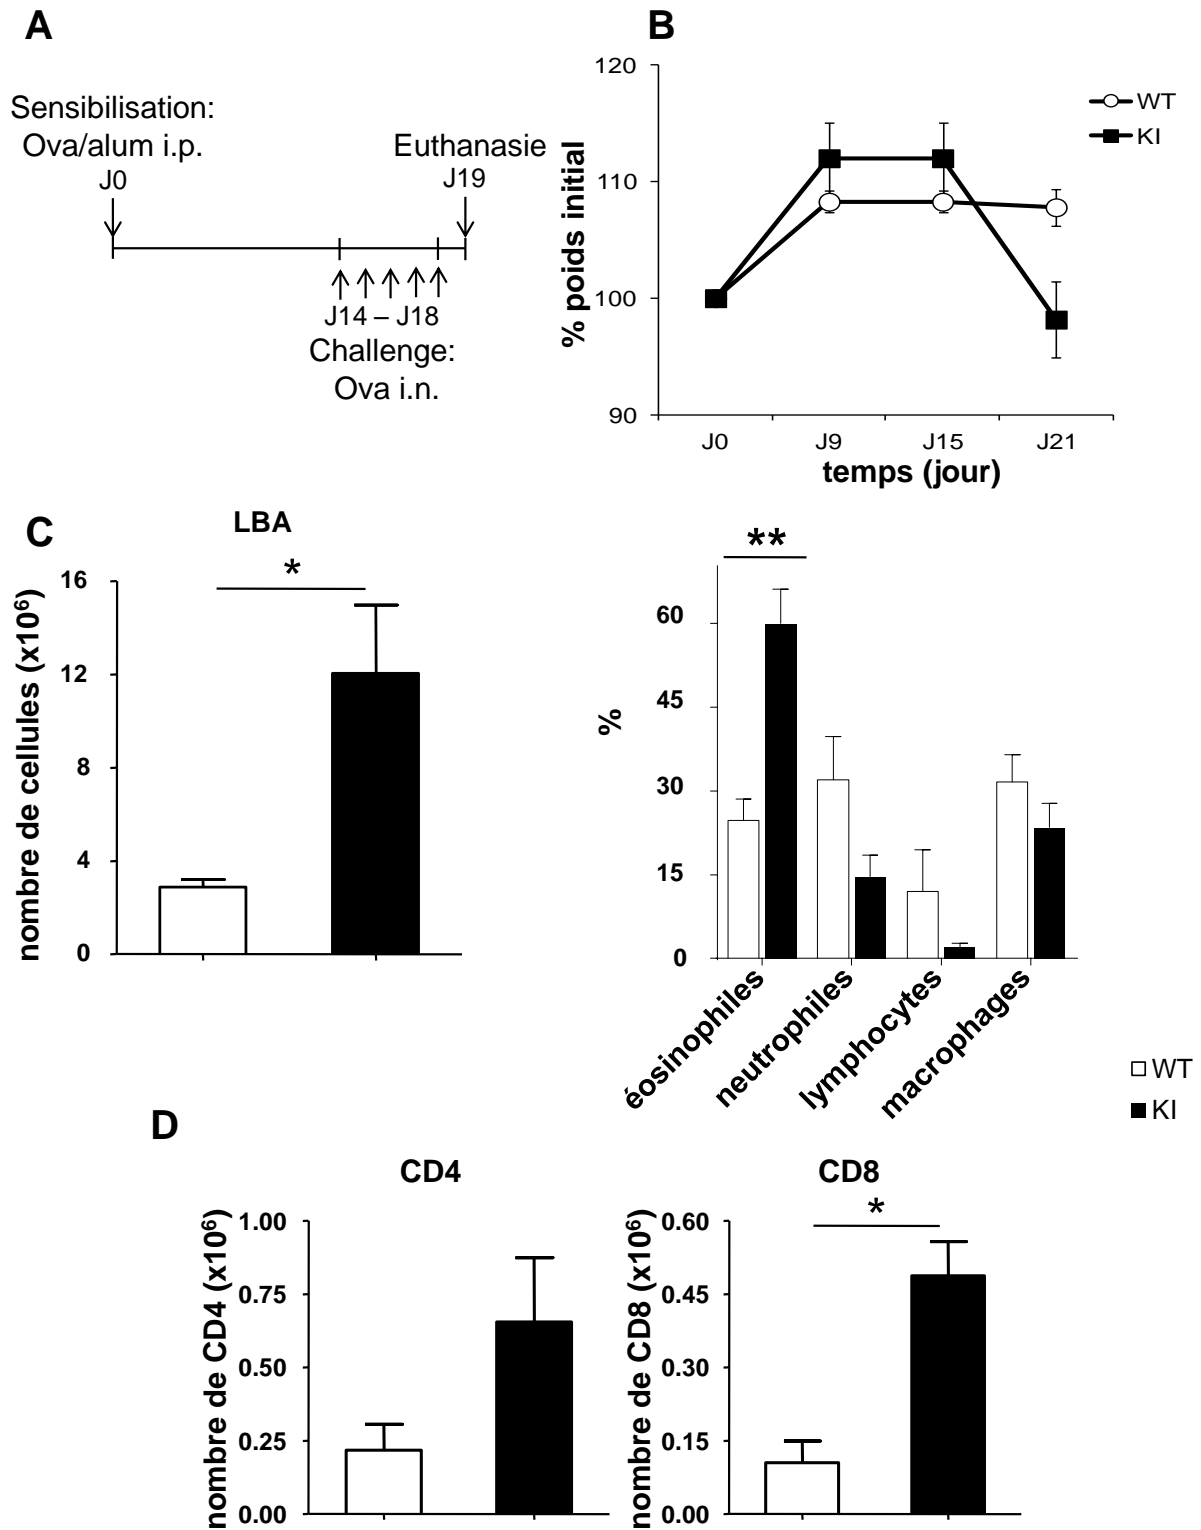 A
Sensibilisation:
Ova/alum i.p.
J0
Euthanasie
J19
J14 – J18
Challenge:
Ova i.n.
B
120
110
100
90
% poids initial
J0 J9 J15 J21
temps (jour)
WT
KI
C
LBA
*
16
12
8
4
0
nombre de cellules (x10⁶)
**
60
45
30
15
0
%
éosinophiles
neutrophiles
lymphocytes
macrophages
WT
KI
D
CD4
1.00
0.75
0.50
0.25
0.00
nombre de CD4 (x10⁶)
CD8
*
0.60
0.45
0.30
0.15
0.00
nombre de CD8 (x10⁶)